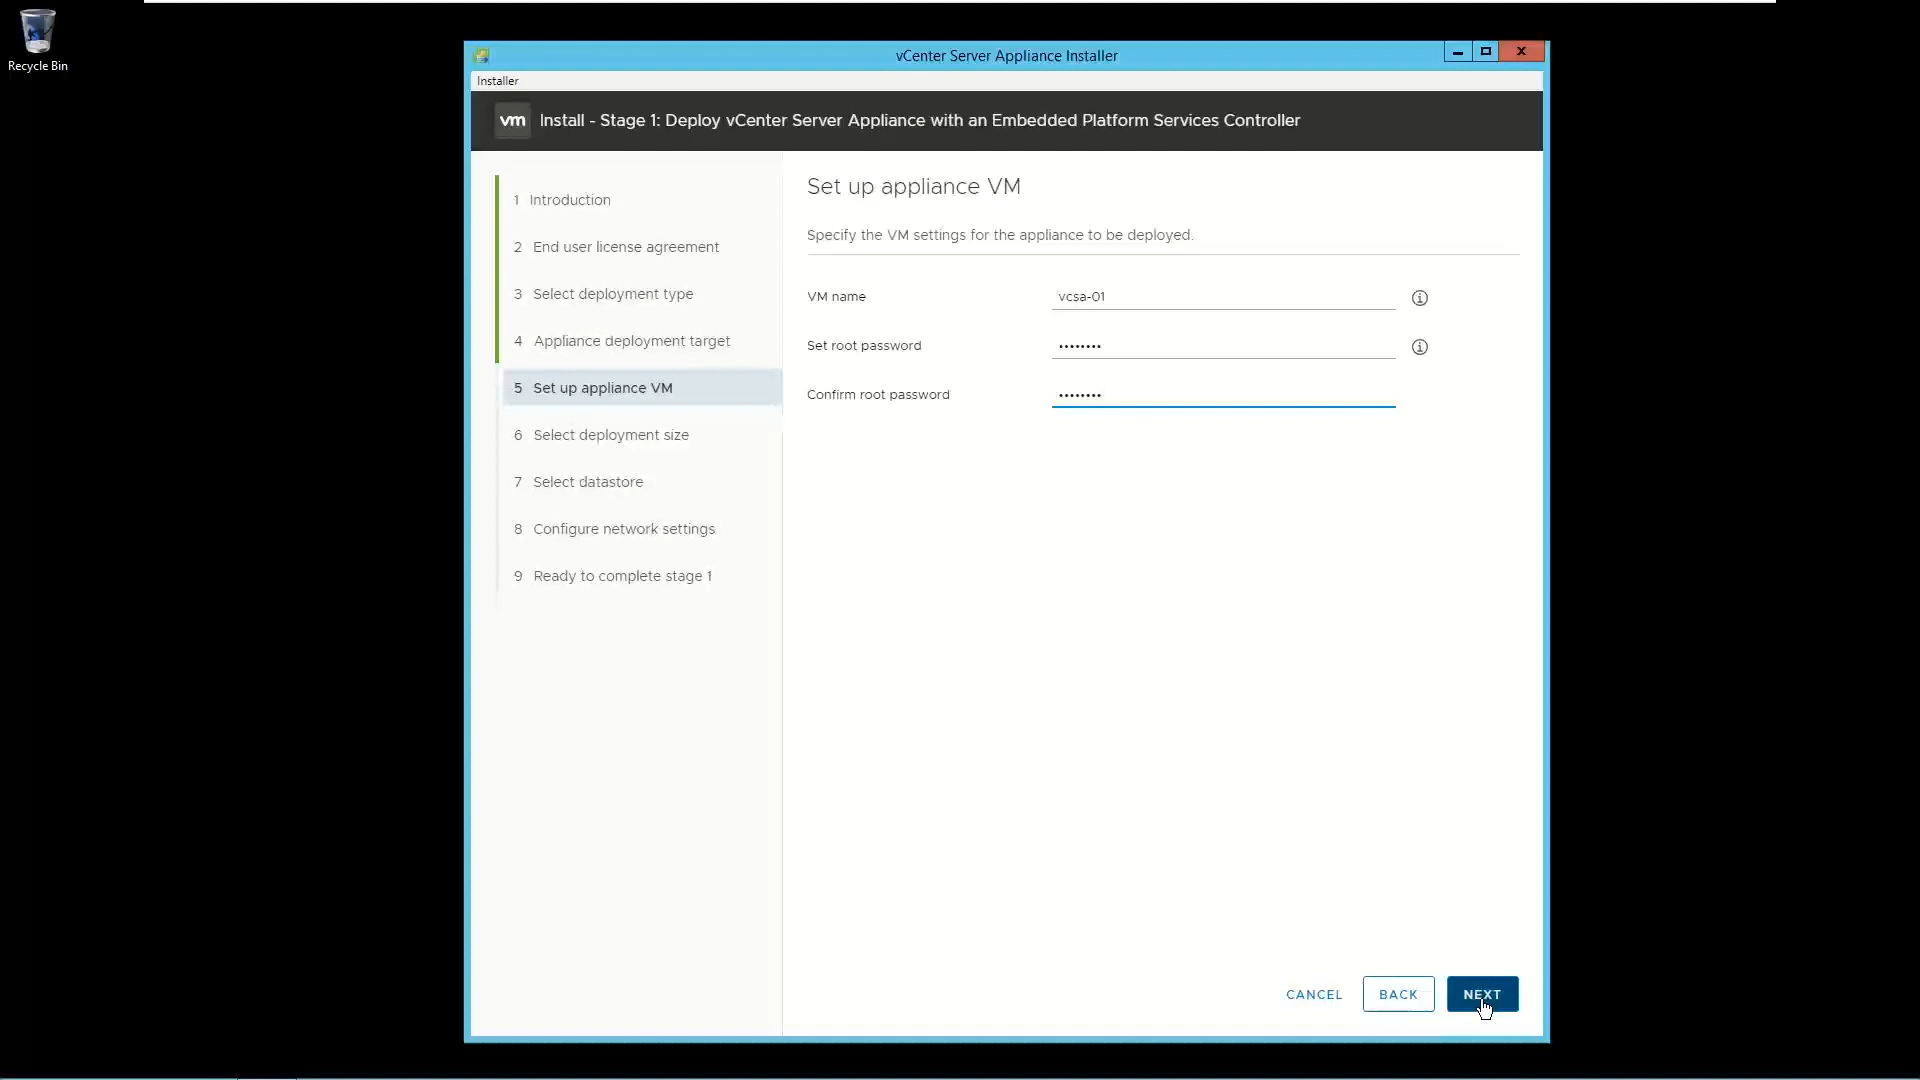 Recycle Bin
vCenter Server Appliance Installer
X
Installer
vm Install - Stage 1: Deploy vCenter Server Appliance with an Embedded Platform Services Controller
1 Introduction
2 End user license agreement
3 Select deployment type
4 Appliance deployment target
5 Set up appliance VM
6 Select deployment size
7 Select datastore
8 Configure network settings
9 Ready to complete stage 1
Set up appliance VM
Specify the VM settings for the appliance to be deployed.
VM name vcsa-01
Set root password ••••••••
Confirm root password ••••••••
CANCEL BACK NEXT